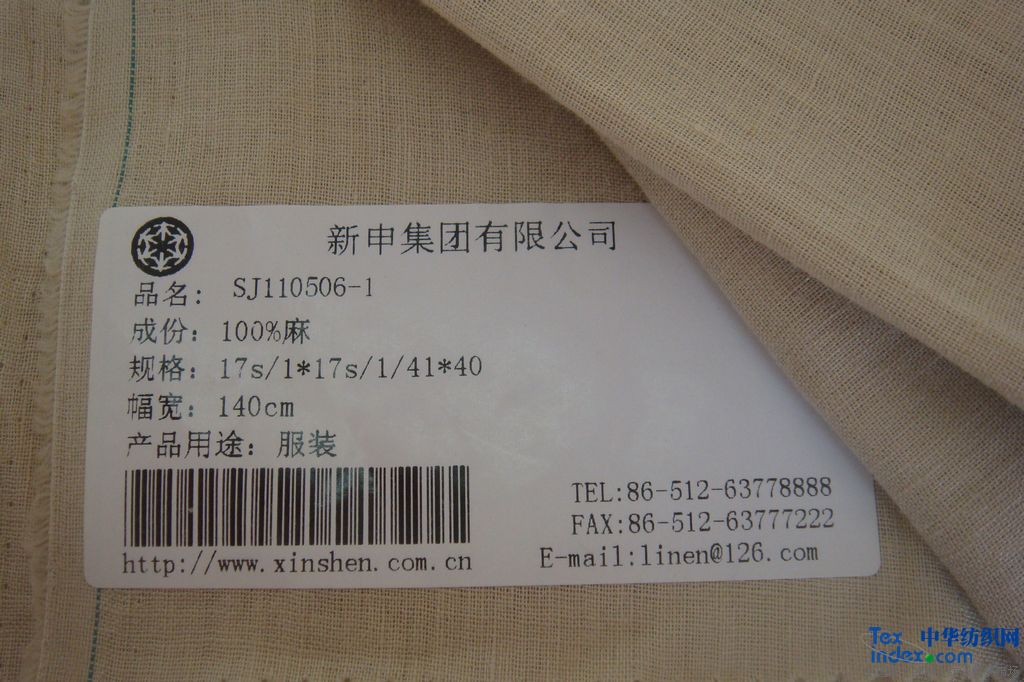 新申集团有限公司
品名: SJ110506-1
成份: 100%麻
规格: 17s/1*17s/1/41*40
幅宽: 140cm
产品用途: 服装
TEL:86-512-63778888
FAX:86-512-63777222
http://www.xinshen.com.cn
E-mail:linen@126.com
Tex 中华纺织网
index.com